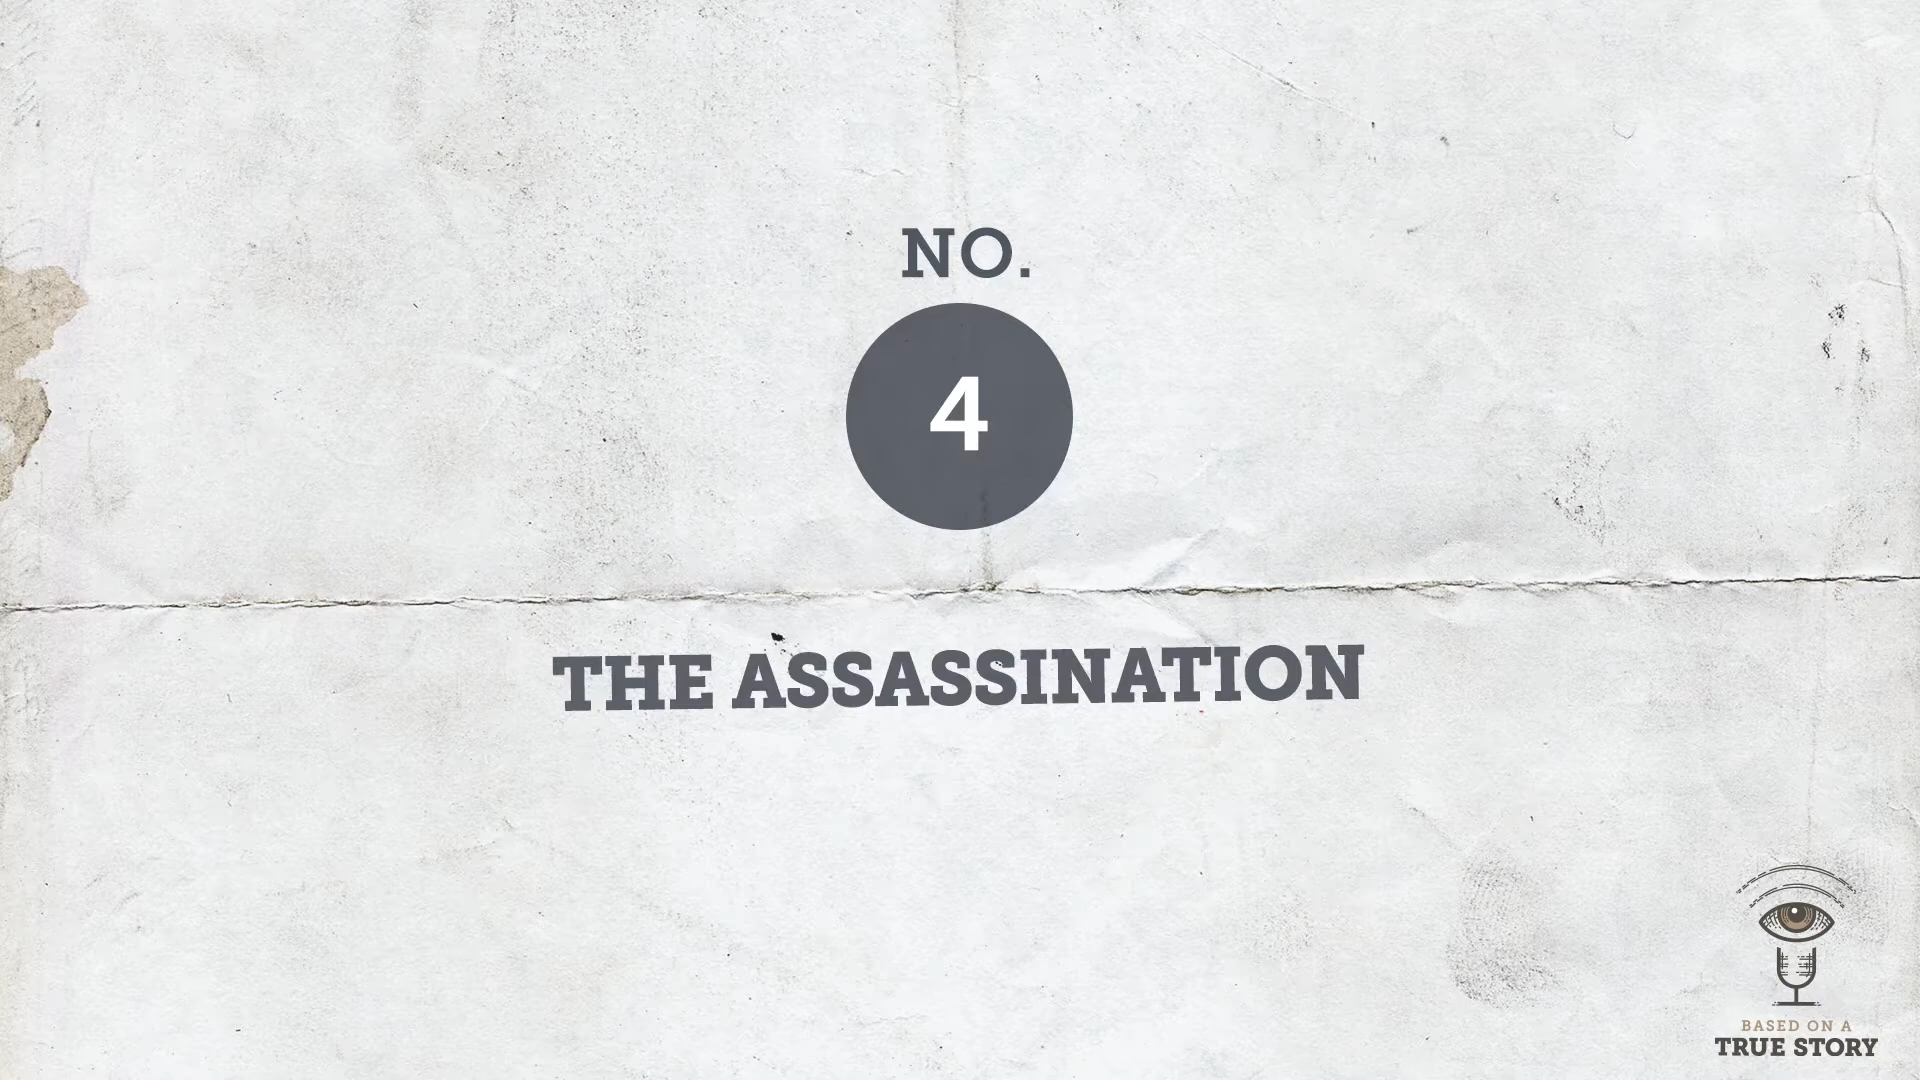 NO.
4
THE ASSASSINATION
BASED ON A
TRUE STORY